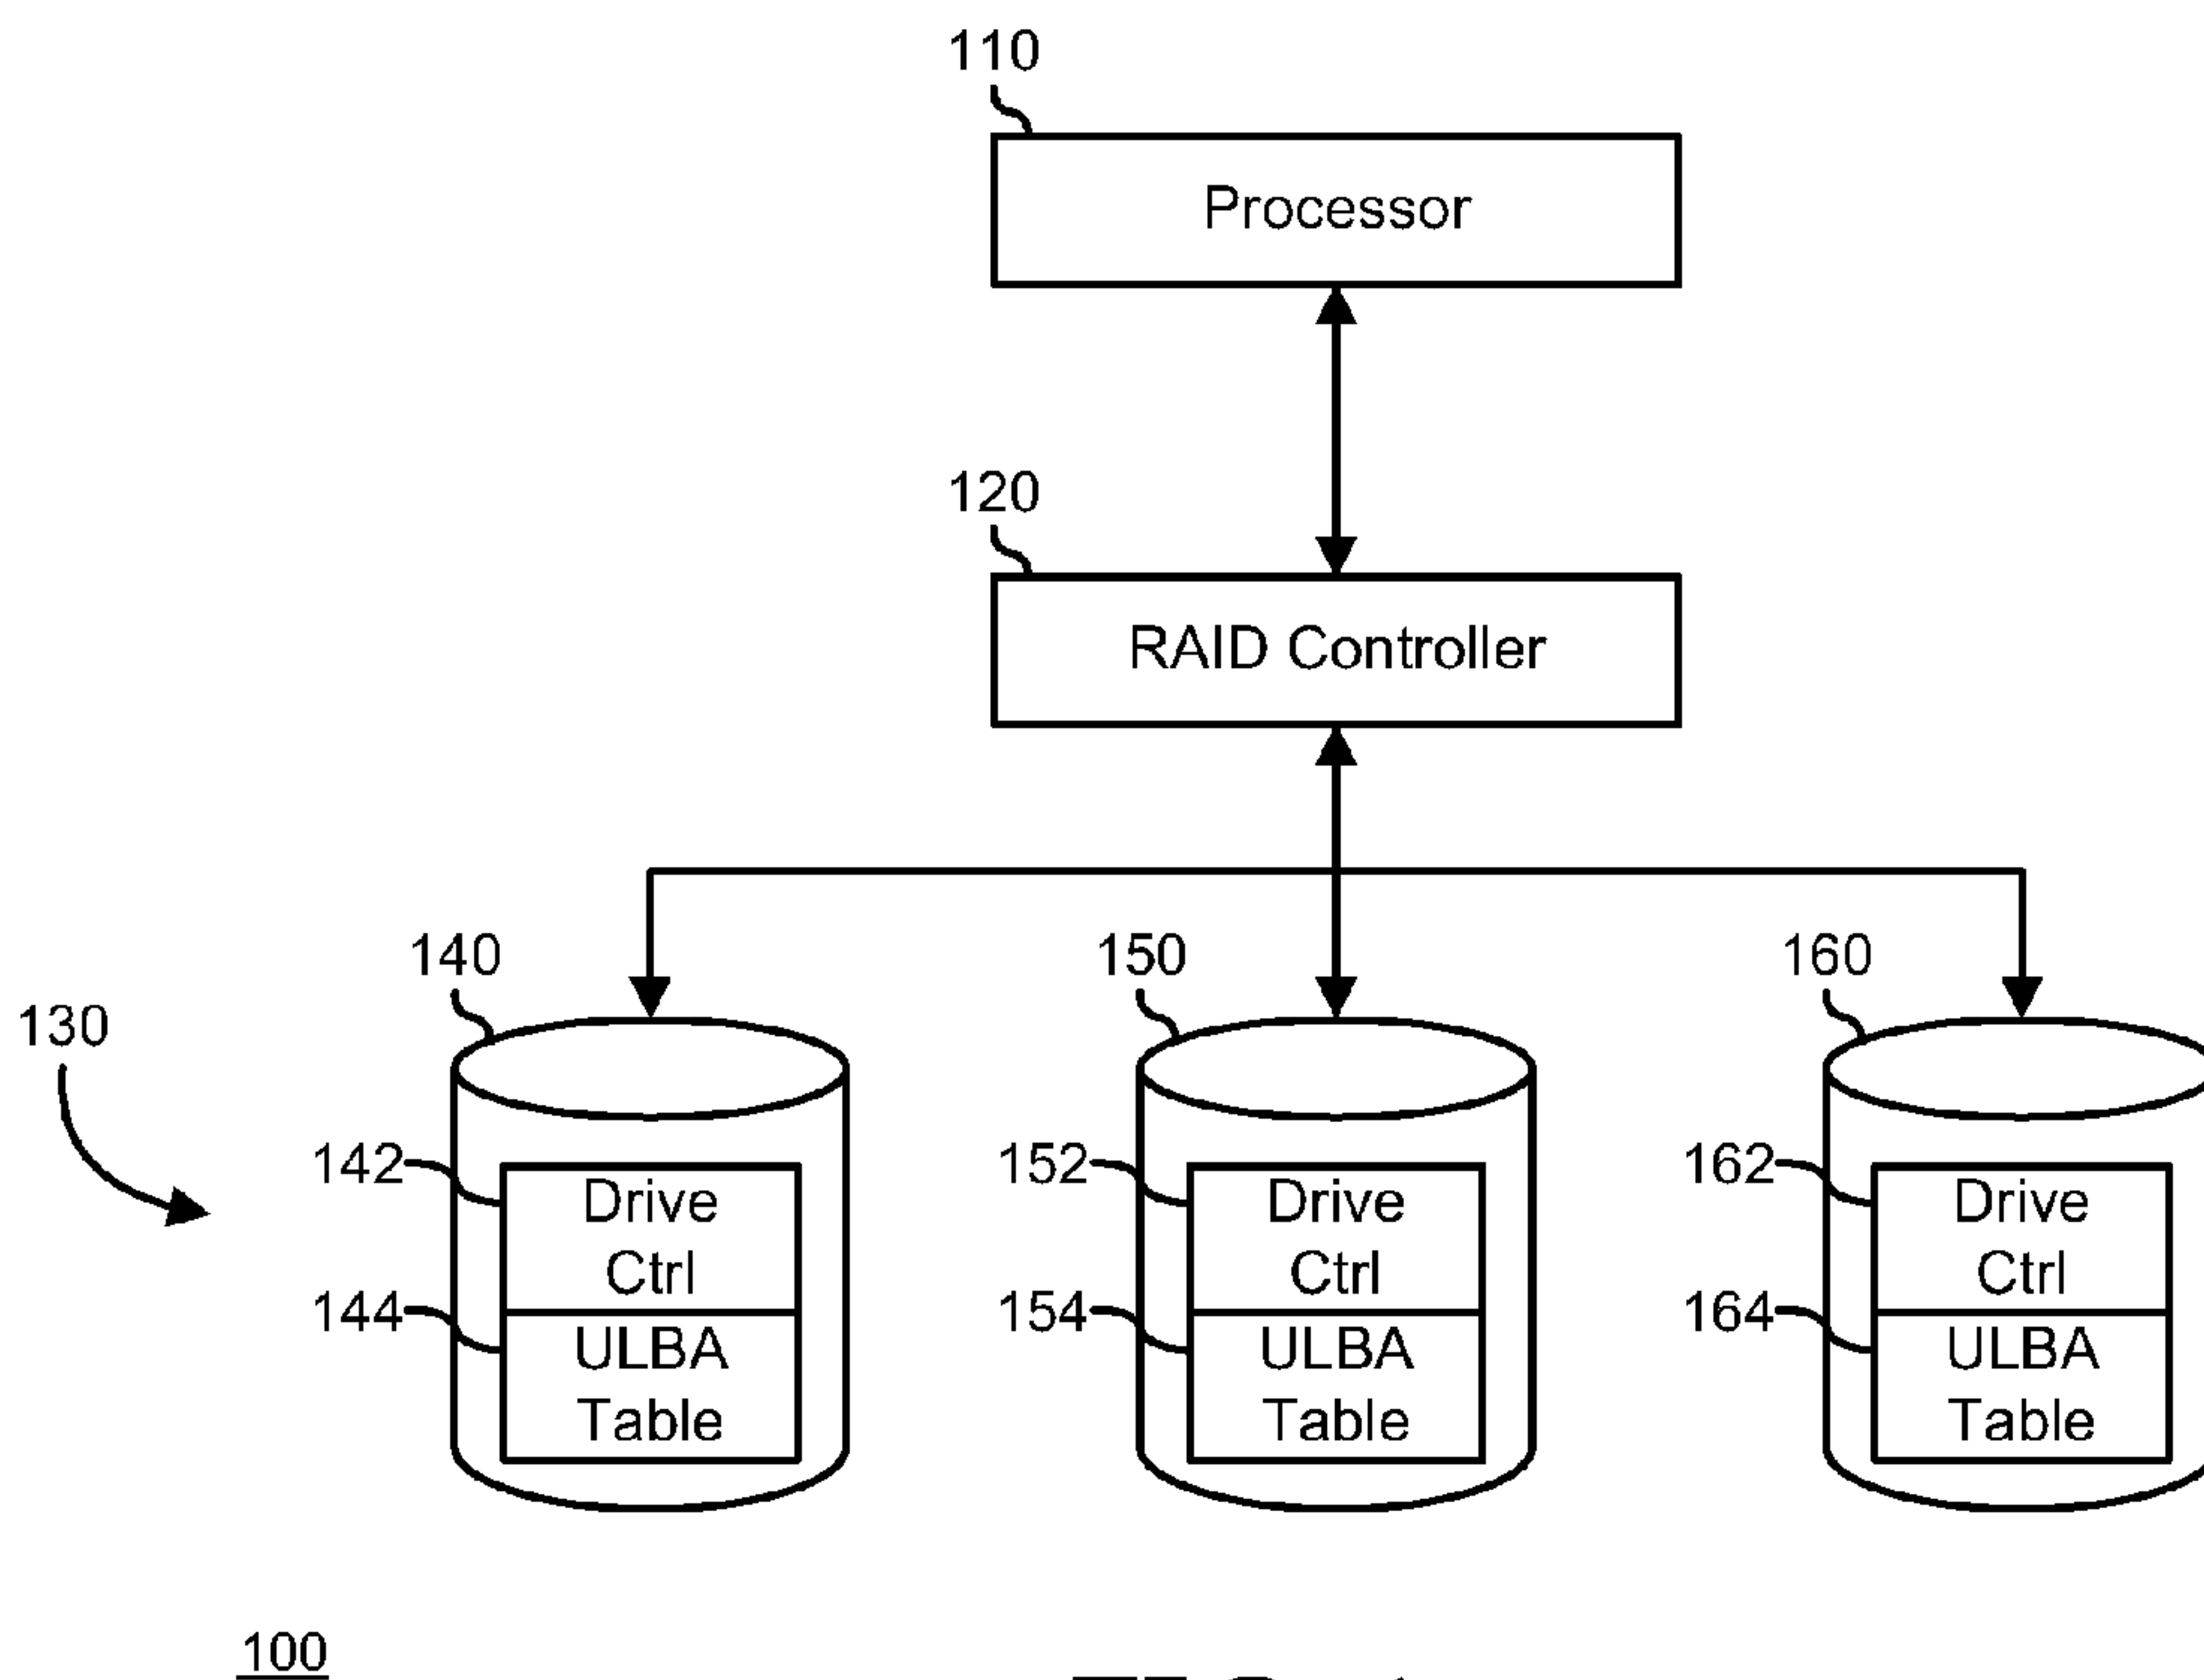 110
Processor
120
RAID Controller
140
150
160
130
142
Drive
Ctrl
152
Drive
Ctrl
162
Drive
Ctrl
144
ULBA
Table
154
ULBA
Table
164
ULBA
Table
100